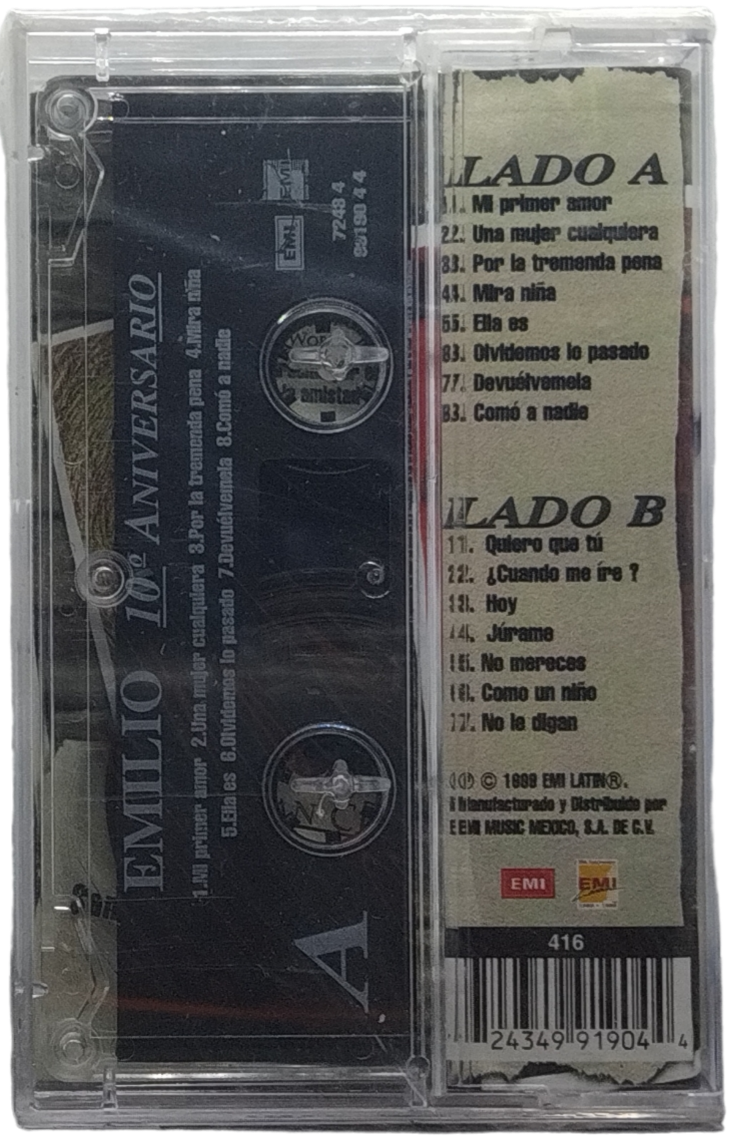 EMILIO 10º ANIVERSARIO
1.Mi primer amor 2.Una mujer cualquiera 3.Por la tremenda pena 4.Mira niña
5.Ella es 6.Olvidemos lo pasado 7.Devuélvemela 8.Comó a nadie
A
EMI
EMI
7243 4
99190 4 4
la amistad
LADO A
1. Mi primer amor
2. Una mujer cualquiera
3. Por la tremenda pena
4. Mira niña
5. Ella es
6. Olvidemos lo pasado
7. Devuélvemela
8. Comó a nadie
LADO B
1. Quiero que tú
2. ¿Cuando me íre ?
3. Hoy
4. Júrame
5. No mereces
6. Como un niño
7. No le digan
Ⓟ © 1999 EMI LATIN®.
Manufacturado y Distribuido por
EMI MUSIC MEXICO, S.A. DE C.V.
EMI
EMI
416
24349 91904 4